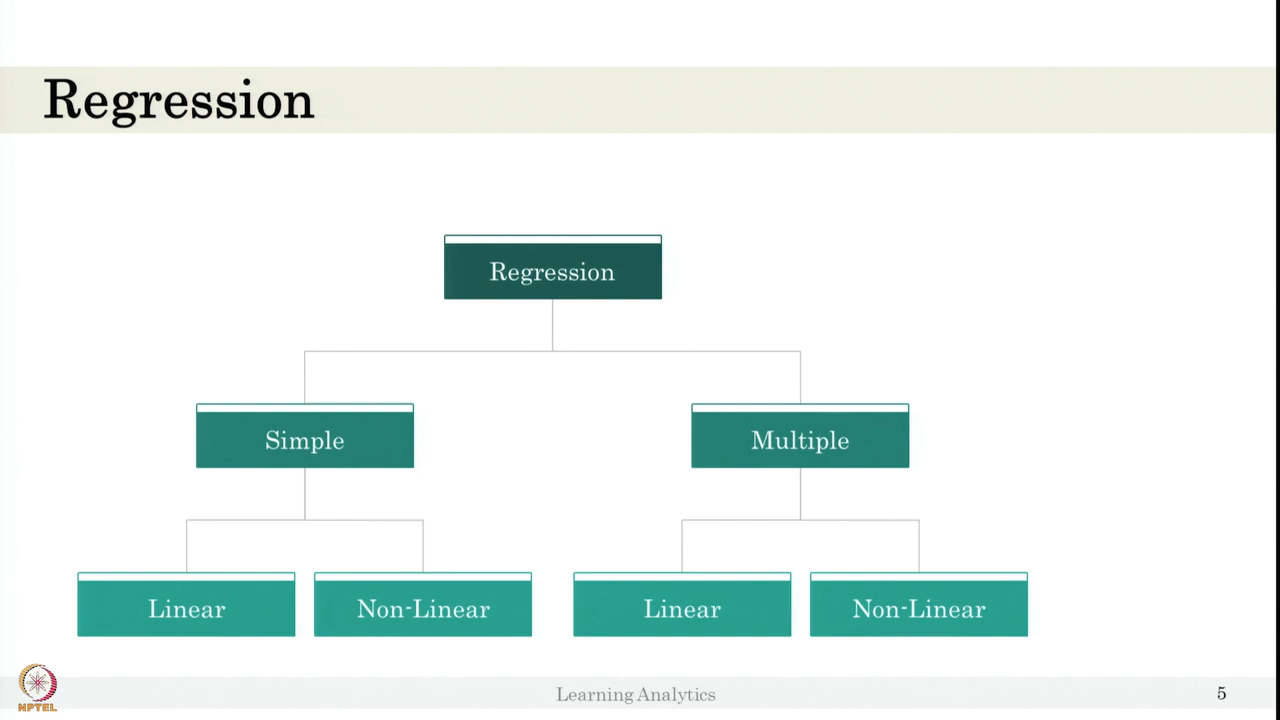 Regression
Regression
Simple
Multiple
Linear
Non-Linear
Linear
Non-Linear
NPTEL
Learning Analytics
5